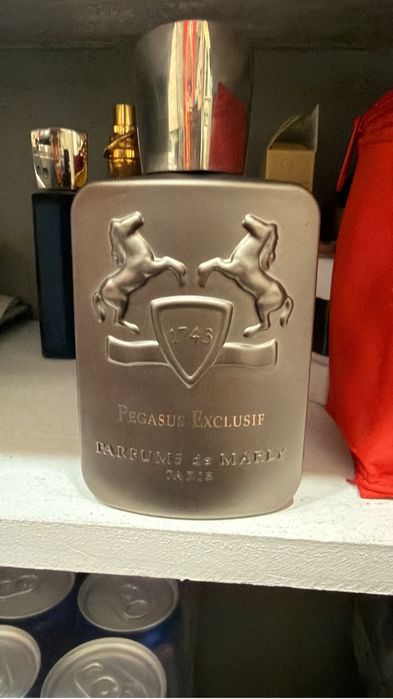 1743
PEGASUS EXCLUSIF
PARFUMS de MARLY
PARIS